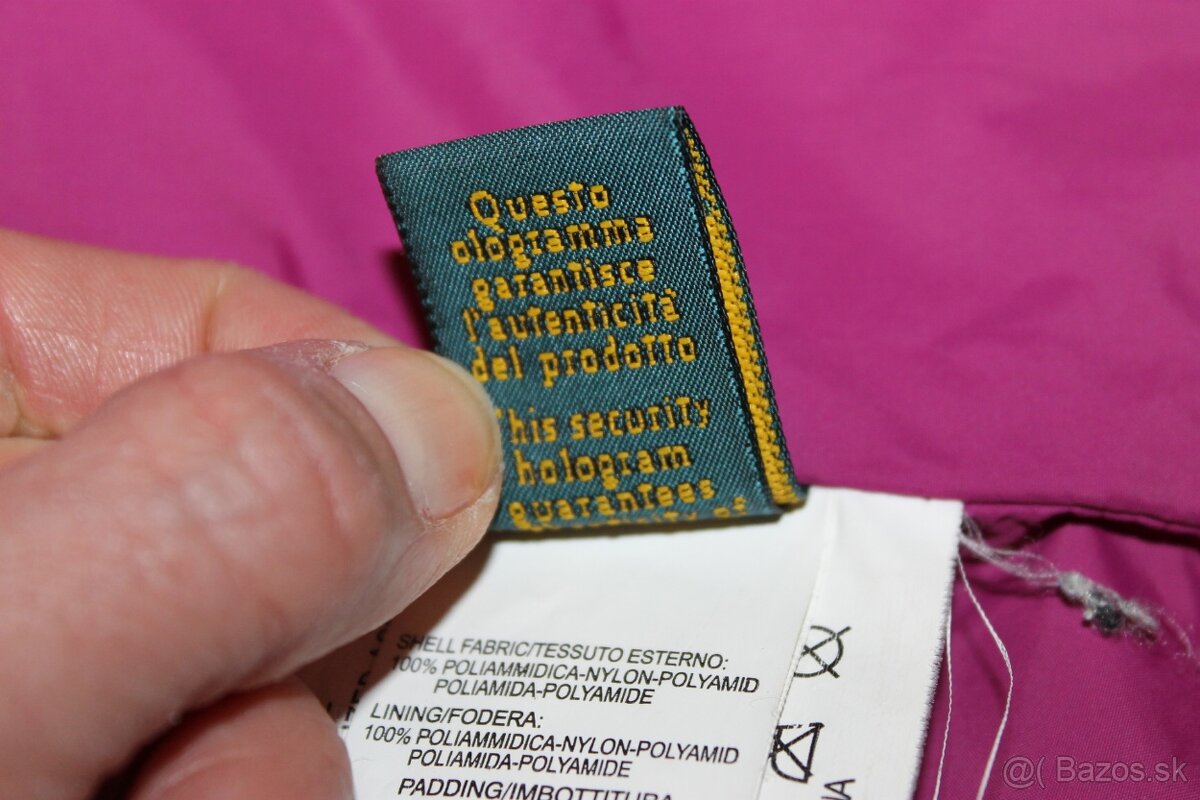 Questo
ologramma
garantisce
l'autenticità
del prodotto
his security
hologram
guarantees
SHELL FABRIC/TESSUTO ESTERNO:
100% POLIAMMIDICA-NYLON-POLYAMID
POLIAMIDA-POLYAMIDE
LINING/FODERA:
100% POLIAMMIDICA-NYLON-POLYAMID
POLIAMIDA-POLYAMIDE
PADDING/IMBOTTITURA
@( Bazos.sk